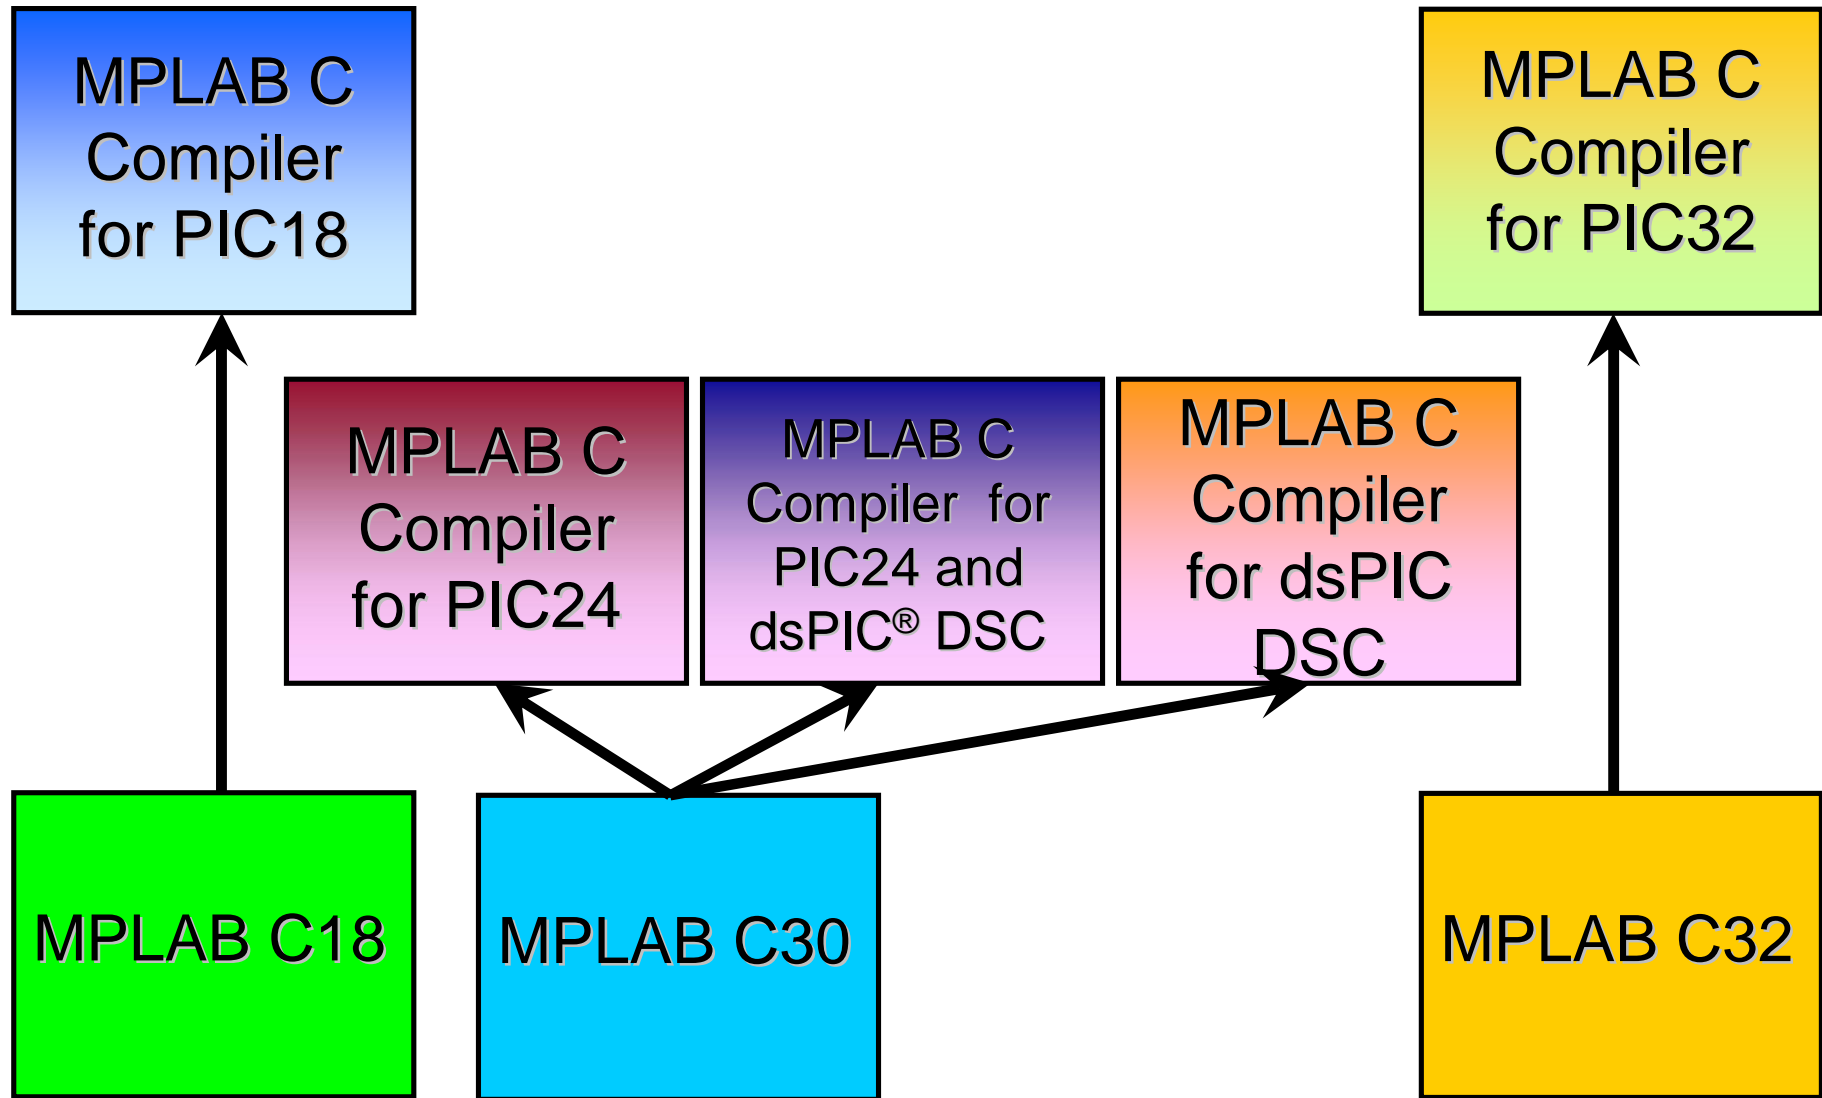 MPLAB C
Compiler
for PIC18
MPLAB C
Compiler
for PIC32
MPLAB C
Compiler
for PIC24
MPLAB C
Compiler  for
PIC24 and
dsPIC® DSC
MPLAB C
Compiler
for dsPIC
DSC
MPLAB C18
MPLAB C30
MPLAB C32